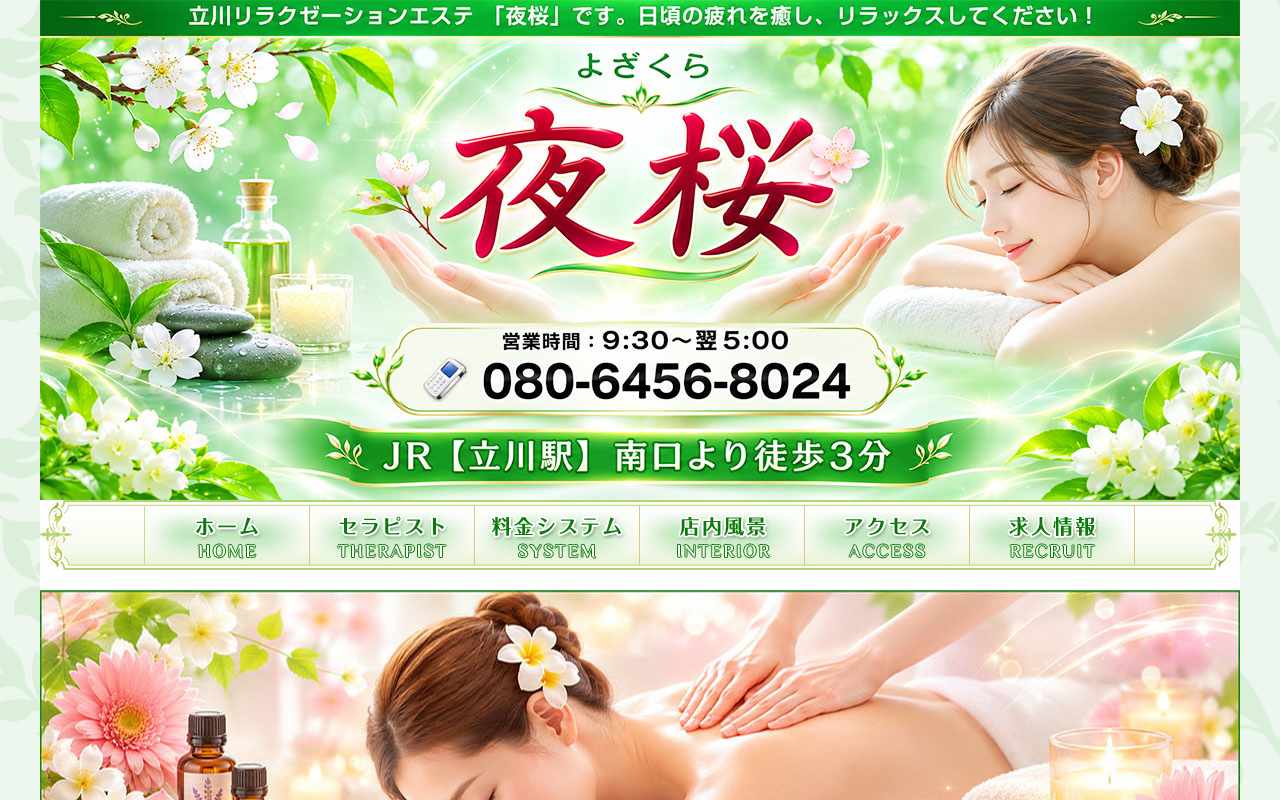 立川リラクゼーションエステ 「夜桜」です。日頃の疲れを癒し、リラックスしてください！
よざくら
夜桜
営業時間：9:30～翌5:00
080-6456-8024
JR【立川駅】南口より徒歩3分
ホーム セラピスト 料金システム 店内風景 アクセス 求人情報
HOME THERAPIST SYSTEM INTERIOR ACCESS RECRUIT